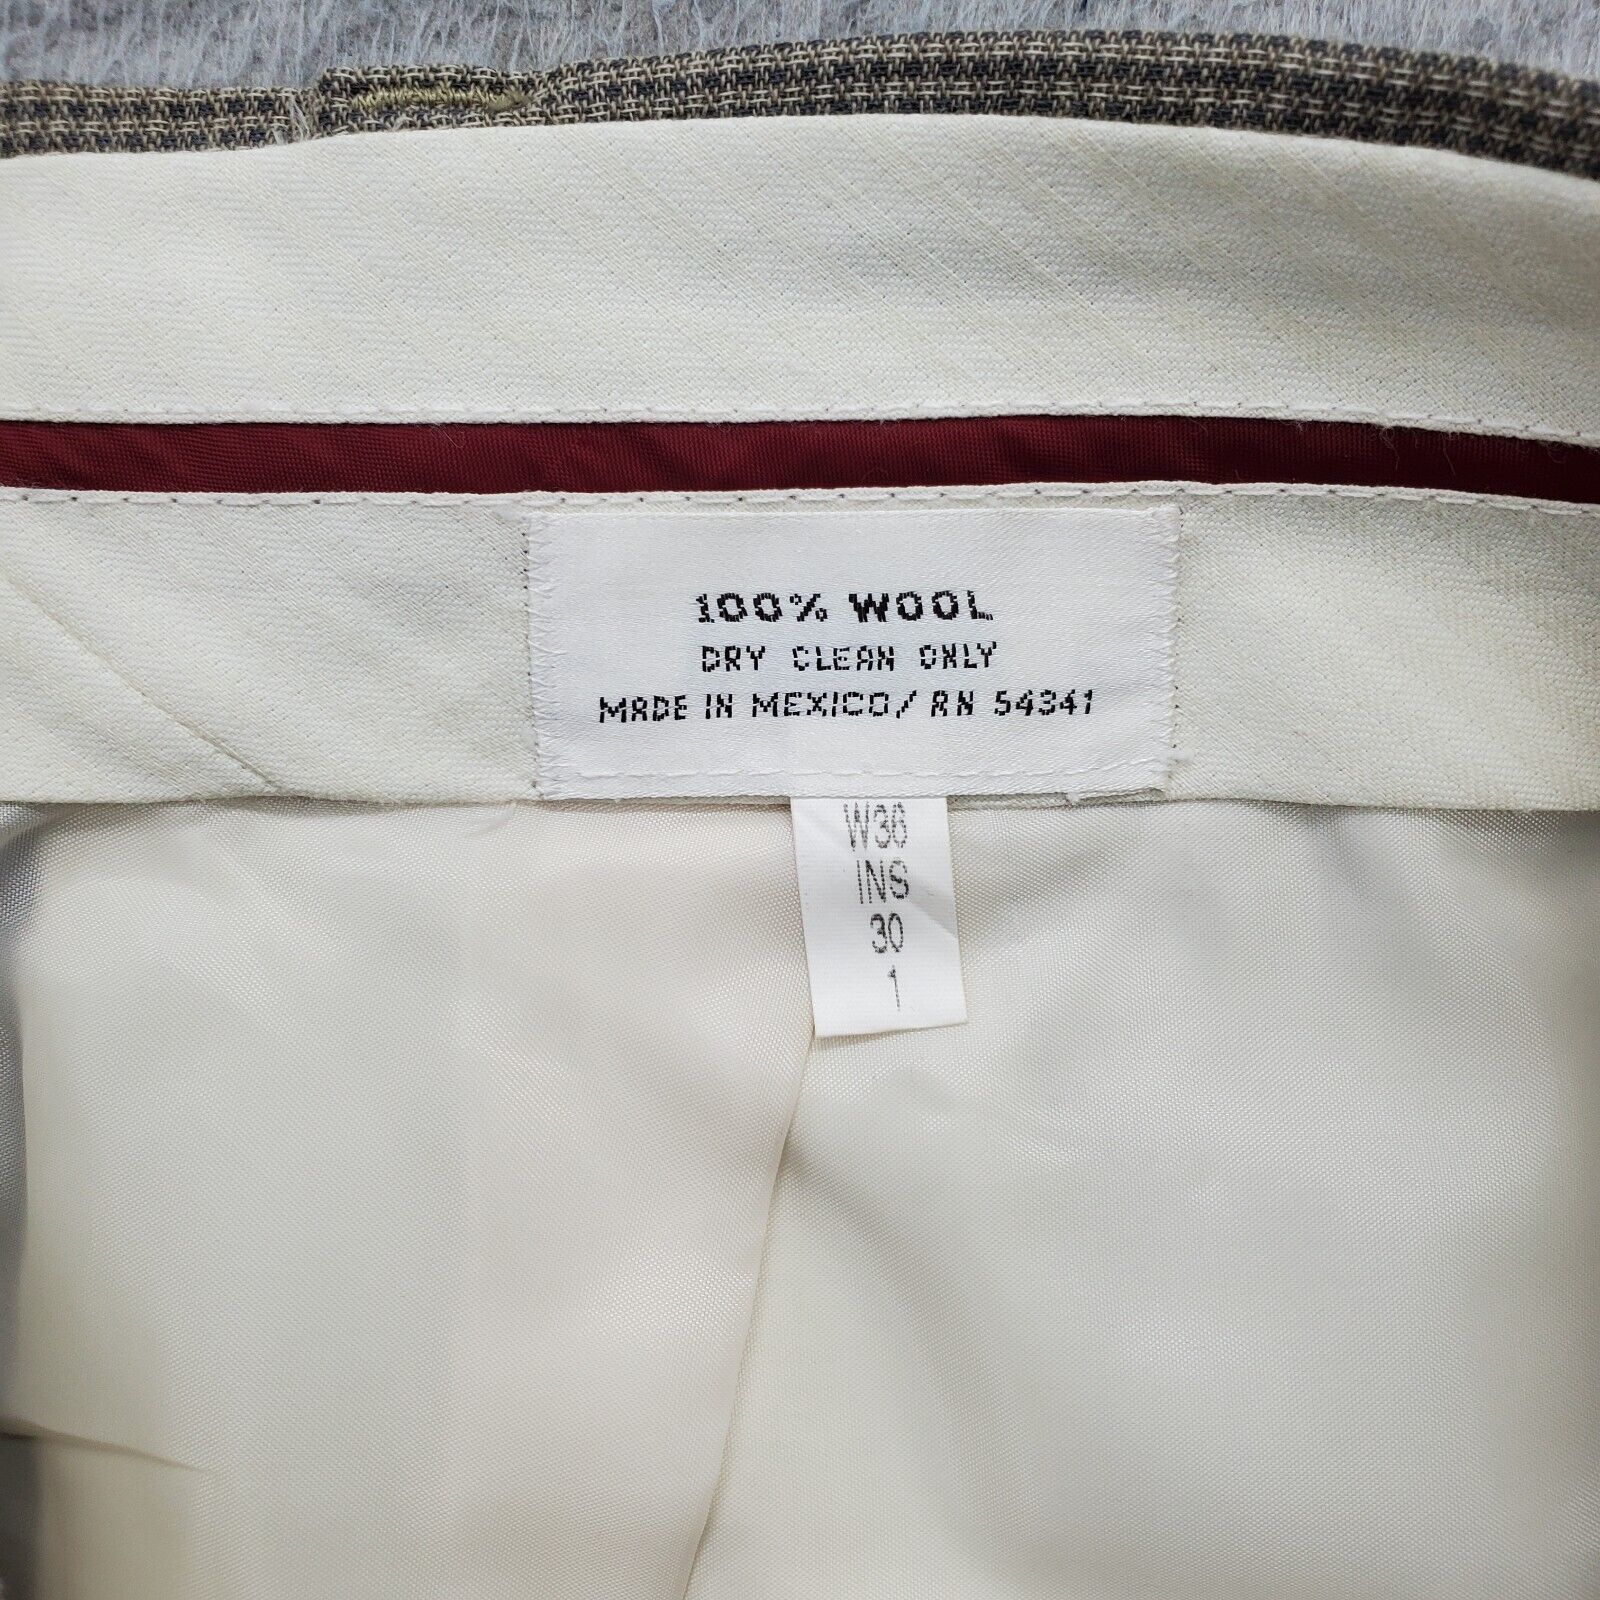 100% WOOL
DRY CLEAN ONLY
MADE IN MEXICO/ RN 54341
W36
INS
30
1